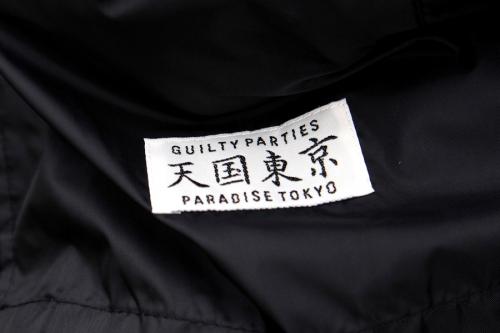 GUILTY PARTIES
天国東京
PARADISE TOKYO